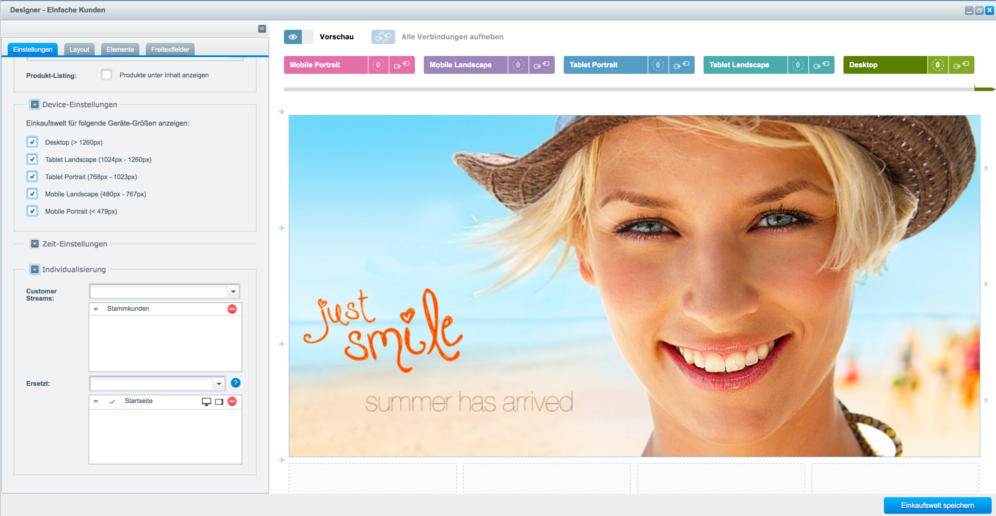 Designer - Einfache Kunden
Einstellungen
Layout
Elemente
Freitextfelder
Produkt-Listing:
Produkte unter Inhalt anzeigen
Device-Einstellungen
Einkaufswelt für folgende Geräte-Größen anzeigen:
Desktop (> 1260px)
Tablet Landscape (1024px - 1260px)
Tablet Portrait (768px - 1023px)
Mobile Landscape (480px - 767px)
Mobile Portrait (< 479px)
Zeit-Einstellungen
Individualisierung
Customer
Streams:
Stammkunden
Ersetzt:
?
Startseite
Vorschau
Alle Verbindungen aufheben
Mobile Portrait 0
Mobile Landscape 0
Tablet Portrait 0
Tablet Landscape 0
Desktop 0
just
smile
summer has arrived
x
x
x
Einkaufswelt speichern